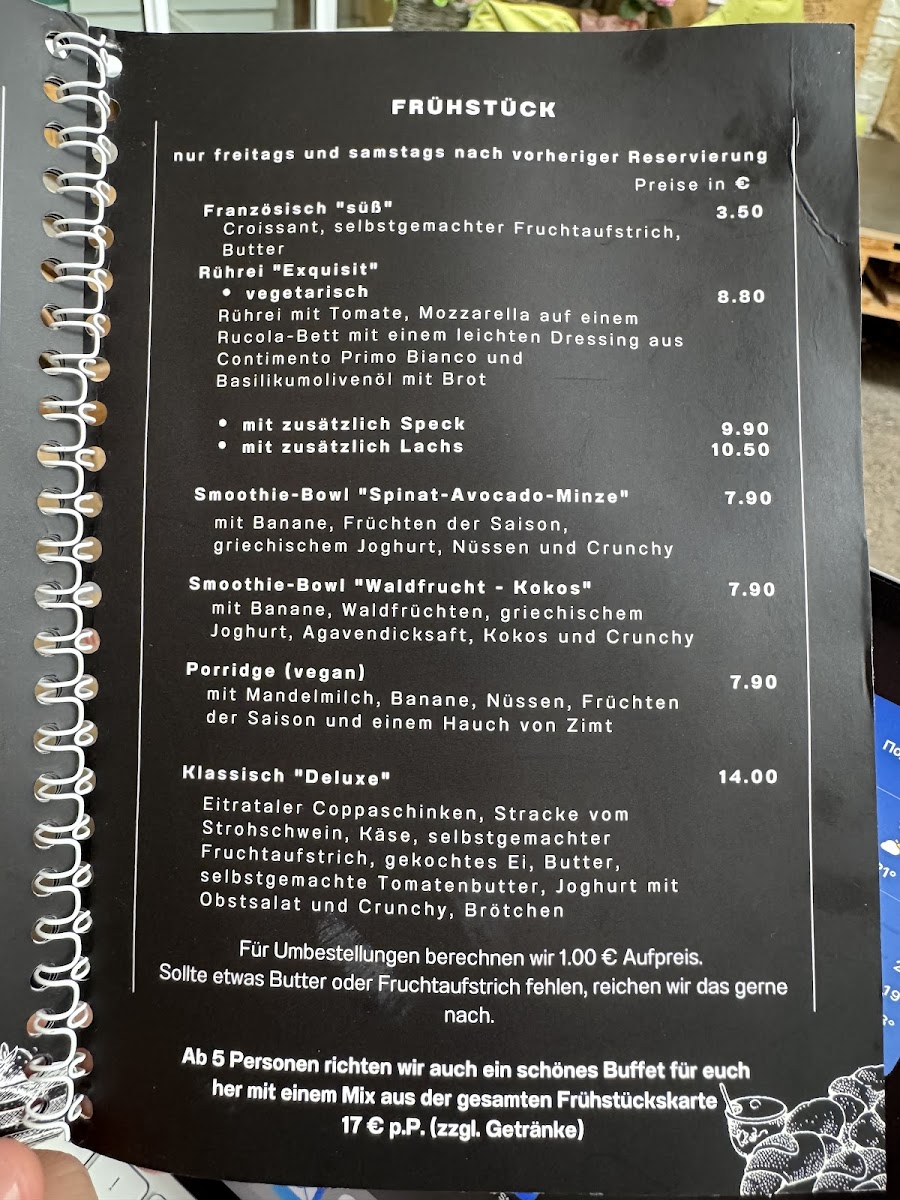 FRÜHSTÜCK
nur freitags und samstags nach vorheriger Reservierung
Preise in €
Französisch "süß" 3.50
Croissant, selbstgemachter Fruchtaufstrich,
Butter
Rührei "Exquisit"
• vegetarisch 8.80
Rührei mit Tomate, Mozzarella auf einem
Rucola-Bett mit einem leichten Dressing aus
Contimento Primo Bianco und
Basilikumolivenöl mit Brot
• mit zusätzlich Speck 9.90
• mit zusätzlich Lachs 10.50
Smoothie-Bowl "Spinat-Avocado-Minze" 7.90
mit Banane, Früchten der Saison,
griechischem Joghurt, Nüssen und Crunchy
Smoothie-Bowl "Waldfrucht - Kokos" 7.90
mit Banane, Waldfrüchten, griechischem
Joghurt, Agavendicksaft, Kokos und Crunchy
Porridge (vegan) 7.90
mit Mandelmilch, Banane, Nüssen, Früchten
der Saison und einem Hauch von Zimt
Klassisch "Deluxe" 14.00
Eitrataler Coppaschinken, Stracke vom
Strohschwein, Käse, selbstgemachter
Fruchtaufstrich, gekochtes Ei, Butter,
selbstgemachte Tomatenbutter, Joghurt mit
Obstsalat und Crunchy, Brötchen
Für Umbestellungen berechnen wir 1.00 € Aufpreis.
Sollte etwas Butter oder Fruchtaufstrich fehlen, reichen wir das gerne
nach.
Ab 5 Personen richten wir auch ein schönes Buffet für euch
her mit einem Mix aus der gesamten Frühstückskarte
17 € p.P. (zzgl. Getränke)